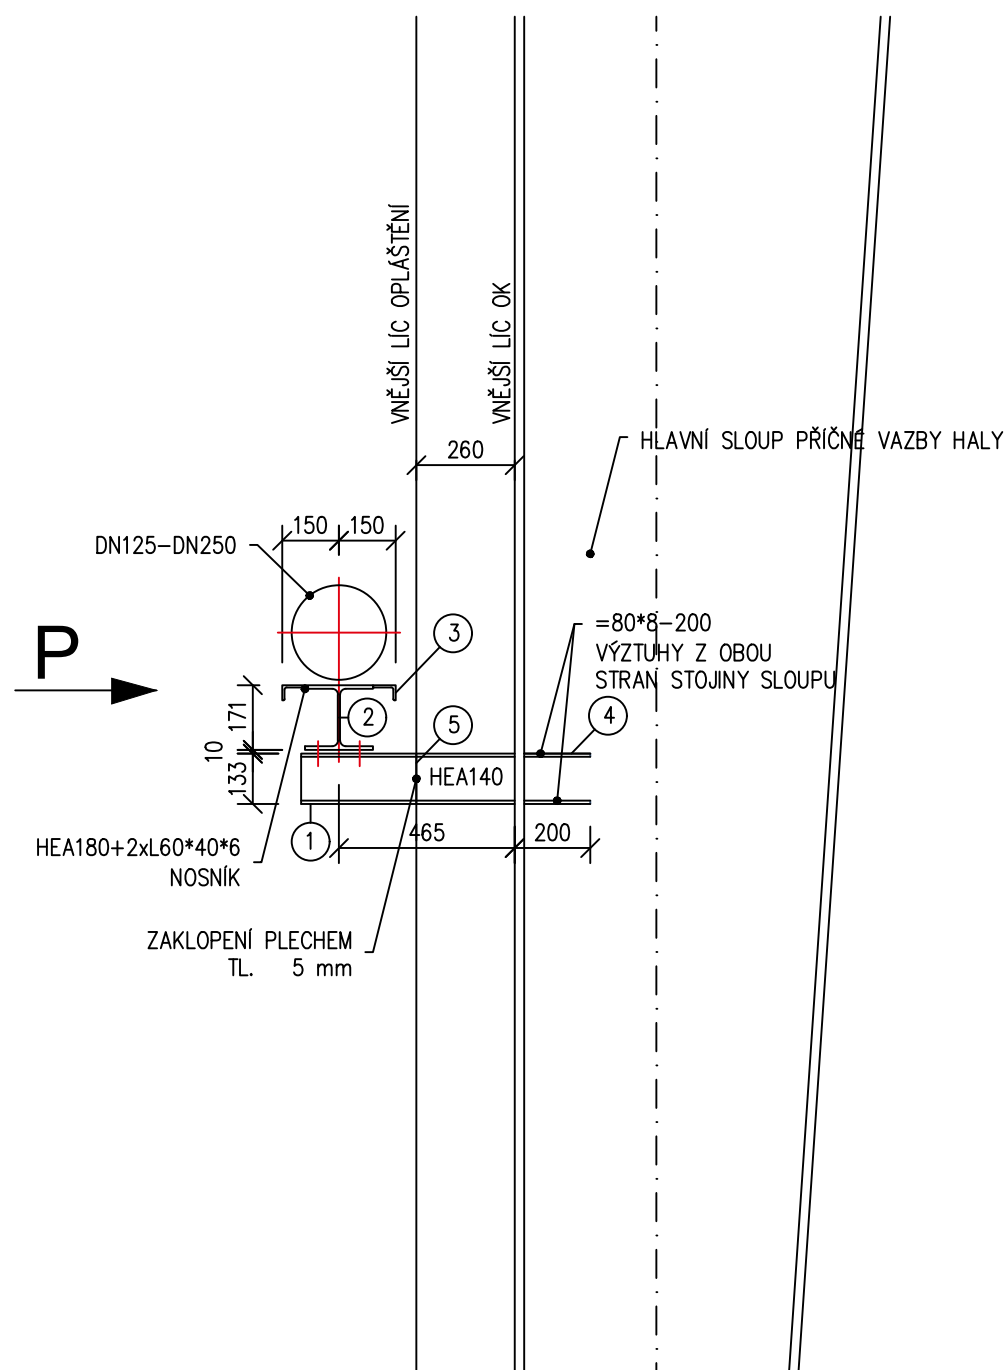 VNĚJŠÍ LÍC OPLÁŠTĚNÍ
VNĚJŠÍ LÍC OK
HLAVNÍ SLOUP PŘÍČNÉ VAZBY HALY
260
150
150
DN125-DN250
P
3
=80*8-200
VÝZTUHY Z OBOU
STRAN STOJINY SLOUPU
171
2
5
4
10
133
HEA140
1
465
200
HEA180+2xL60*40*6
NOSNÍK
ZAKLOPENÍ PLECHEM
TL. 5 mm